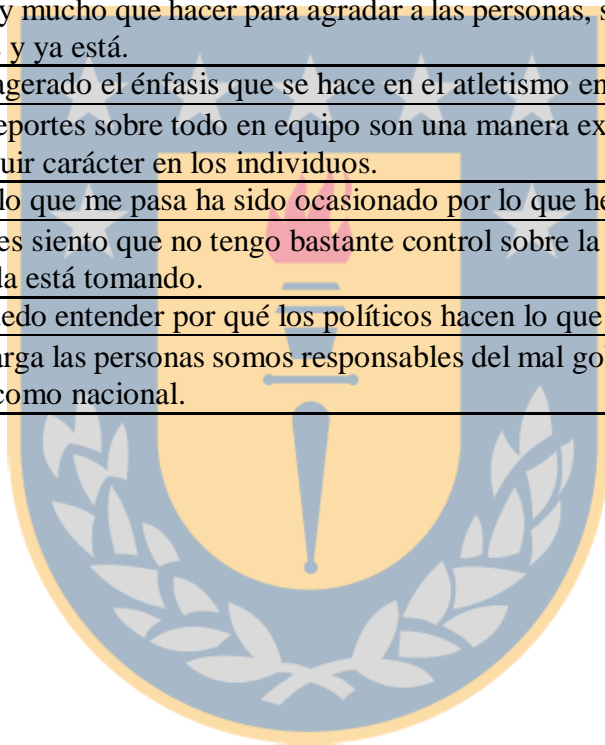 y mucho que hacer para agradar a las personas, s
y ya está.
agerado el énfasis que se hace en el atletismo en
eportes sobre todo en equipo son una manera ex
uir carácter en los individuos.
lo que me pasa ha sido ocasionado por lo que he
es siento que no tengo bastante control sobre la
da está tomando.
edo entender por qué los políticos hacen lo que
arga las personas somos responsables del mal go
como nacional.